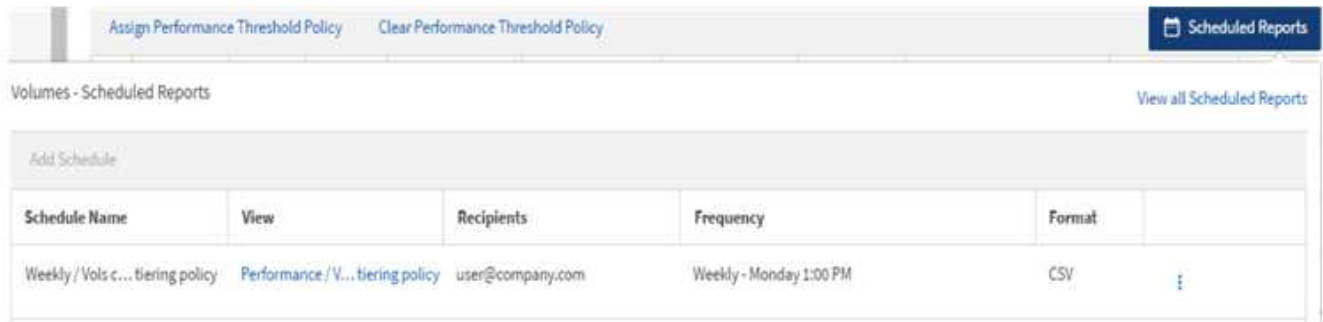 Assign Performance Threshold Policy Clear Performance Threshold Policy Scheduled Reports
Volumes - Scheduled Reports View all Scheduled Reports
Add Schedule
Schedule Name View Recipients Frequency Format
Weekly / Vols c... tiering policy Performance / V... tiering policy user@company.com Weekly - Monday 1:00 PM CSV